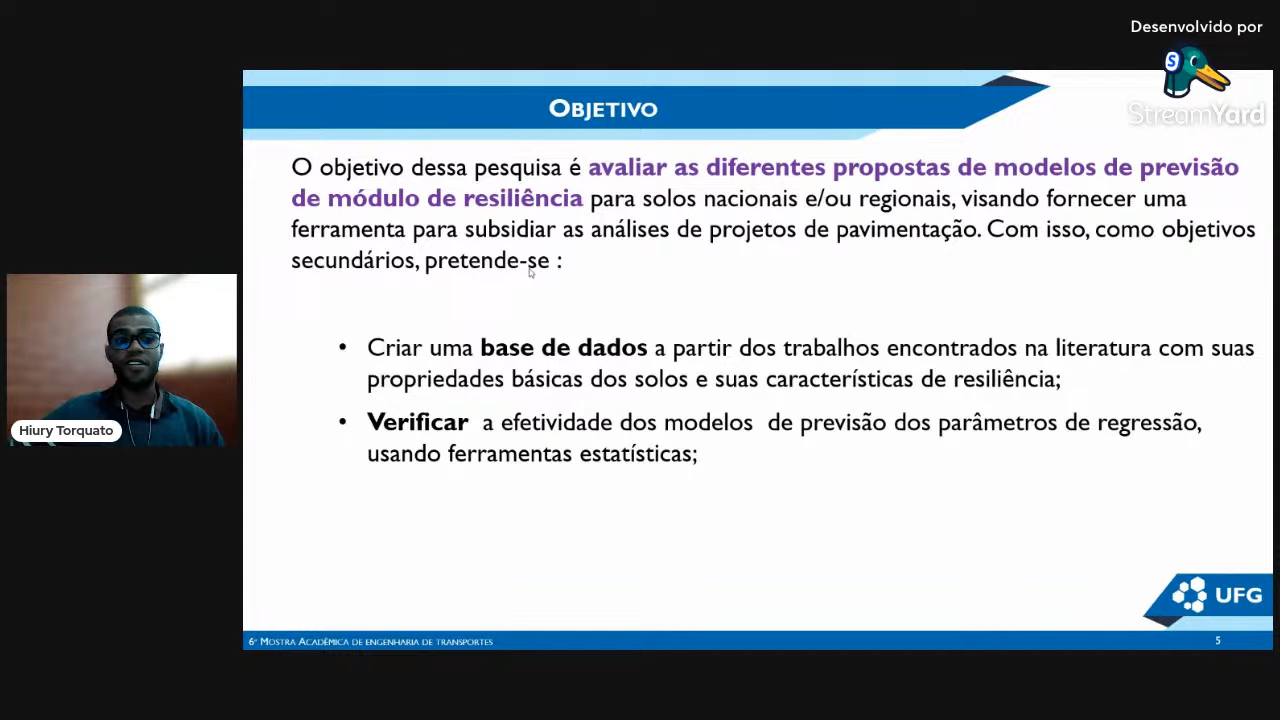 Desenvolvido por
StreamYard
OBJETIVO
O objetivo dessa pesquisa é avaliar as diferentes propostas de modelos de previsão
de módulo de resiliência para solos nacionais e/ou regionais, visando fornecer uma
ferramenta para subsidiar as análises de projetos de pavimentação. Com isso, como objetivos
secundários, pretende-se :
• Criar uma base de dados a partir dos trabalhos encontrados na literatura com suas
propriedades básicas dos solos e suas características de resiliência;
• Verificar a efetividade dos modelos de previsão dos parâmetros de regressão,
usando ferramentas estatísticas;
Hiury Torquato
UFG
6ª MOSTRA ACADÊMICA DE ENGENHARIA DE TRANSPORTES
5